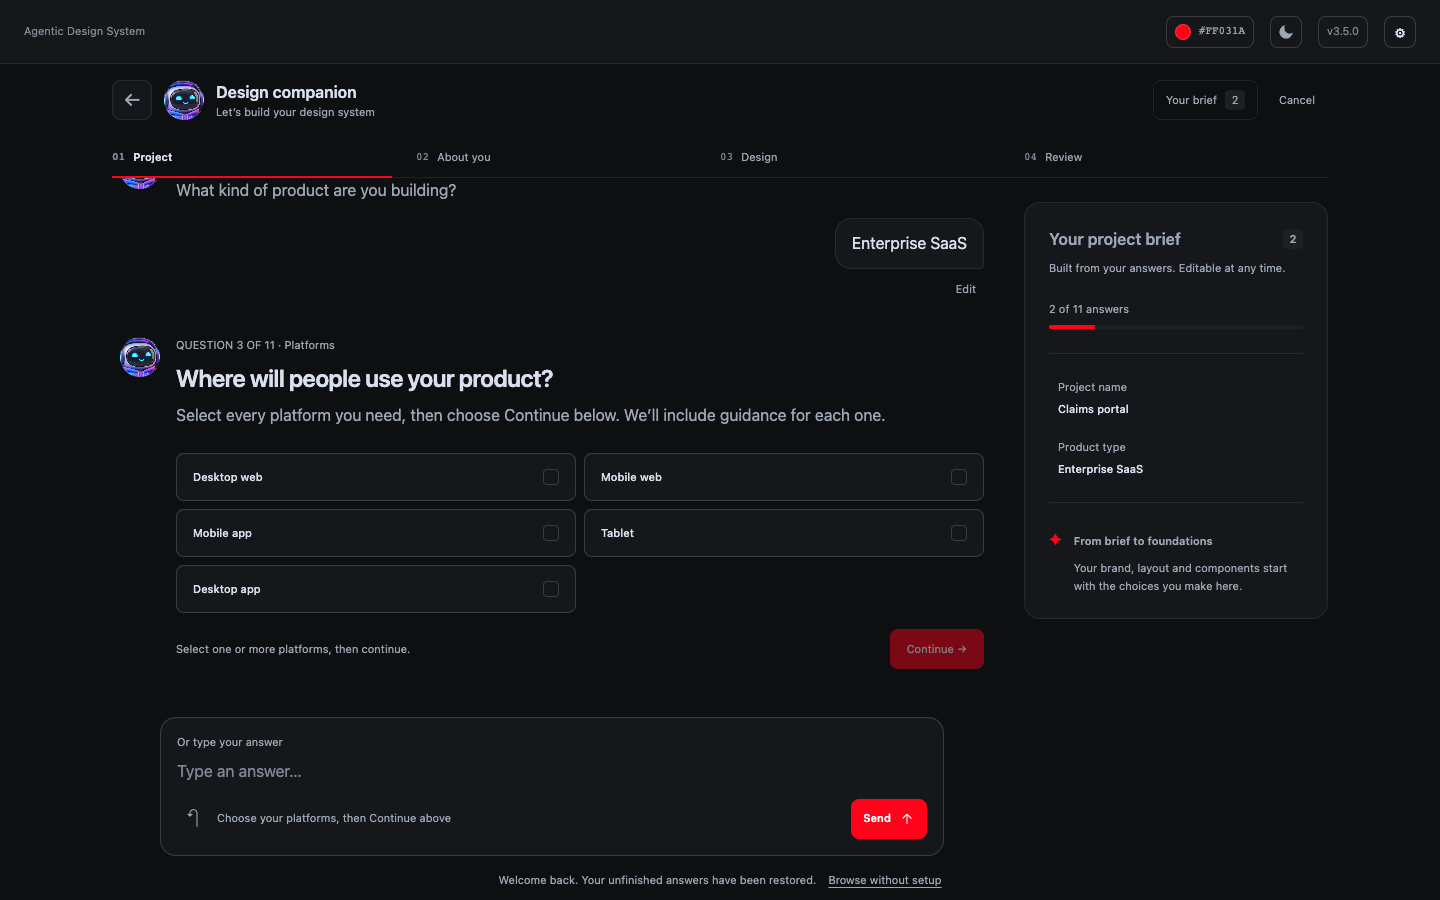 Agentic Design System
#FF031A
v3.5.0
Design companion
Let's build your design system
Your brief 2
Cancel
01 Project
02 About you
03 Design
04 Review
What kind of product are you building?
Enterprise SaaS
Edit
QUESTION 3 OF 11 · Platforms
Where will people use your product?
Select every platform you need, then choose Continue below. We'll include guidance for each one.
Desktop web
Mobile web
Mobile app
Tablet
Desktop app
Select one or more platforms, then continue.
Continue →
Or type your answer
Type an answer...
Choose your platforms, then Continue above
Send ↑
Welcome back. Your unfinished answers have been restored. Browse without setup
Your project brief 2
Built from your answers. Editable at any time.
2 of 11 answers
Project name
Claims portal
Product type
Enterprise SaaS
From brief to foundations
Your brand, layout and components start
with the choices you make here.